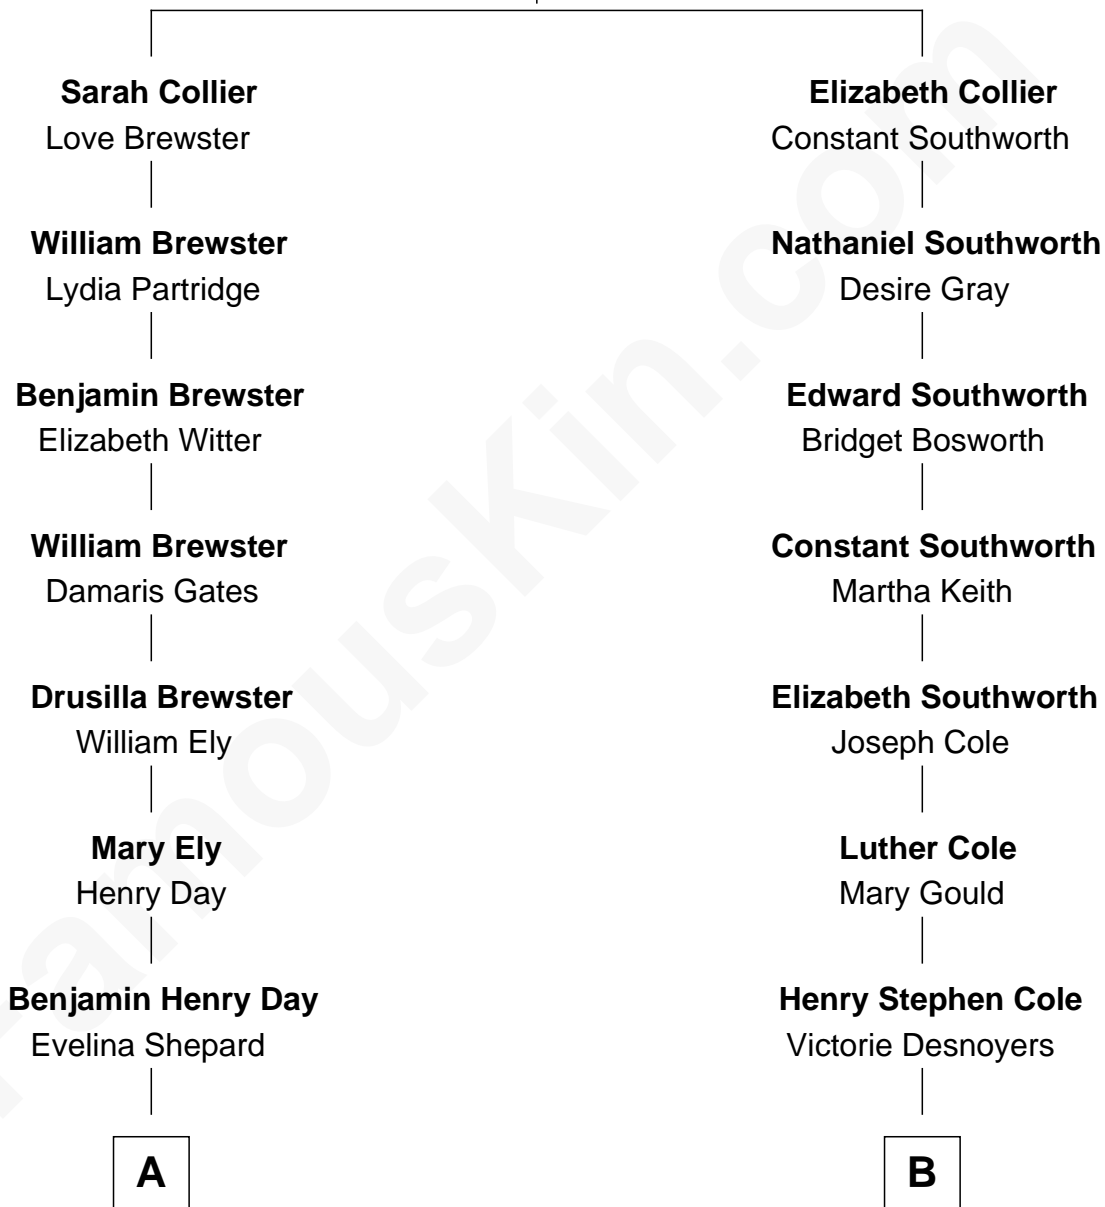 Sarah Collier
Love Brewster
Elizabeth Collier
Constant Southworth
William Brewster
Lydia Partridge
Nathaniel Southworth
Desire Gray
Benjamin Brewster
Elizabeth Witter
Edward Southworth
Bridget Bosworth
William Brewster
Damaris Gates
Constant Southworth
Martha Keith
Drusilla Brewster
William Ely
Elizabeth Southworth
Joseph Cole
Mary Ely
Henry Day
Luther Cole
Mary Gould
Benjamin Henry Day
Evelina Shepard
Henry Stephen Cole
Victorie Desnoyers
A
B
FamousKin.com